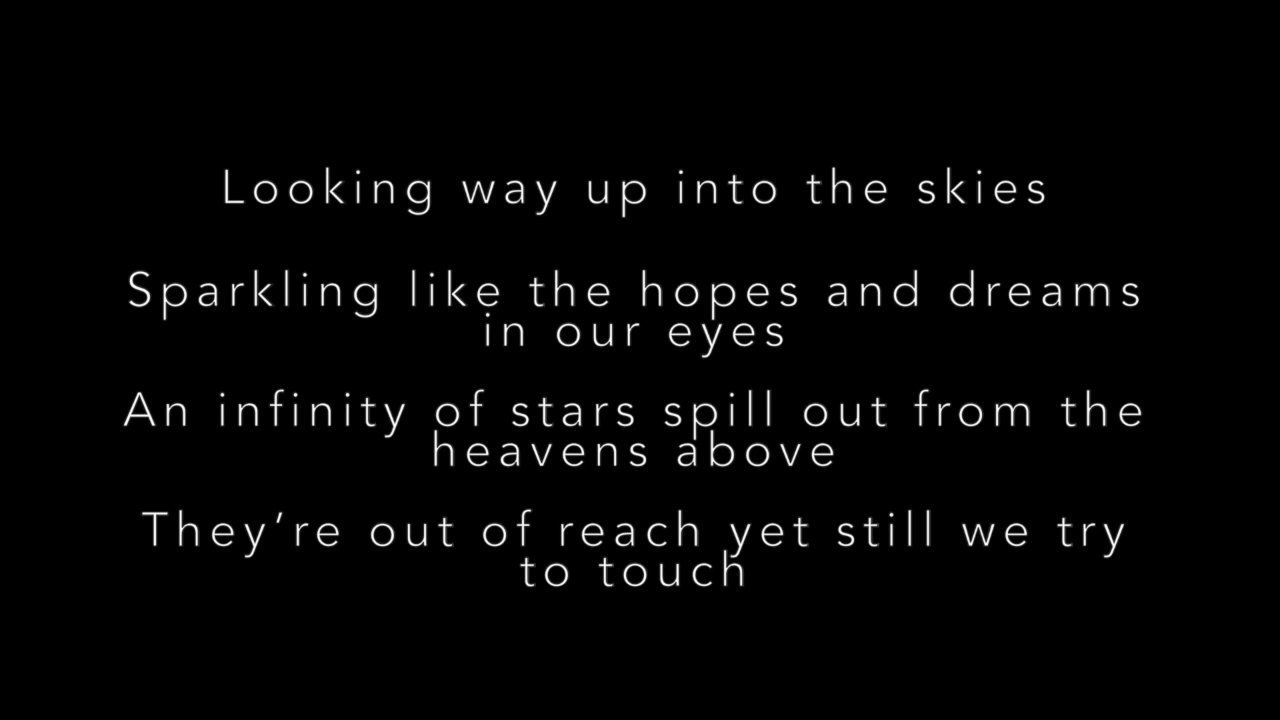 Looking way up into the skies
Sparkling like the hopes and dreams
in our eyes
An infinity of stars spill out from the
heavens above
They’re out of reach yet still we try
to touch